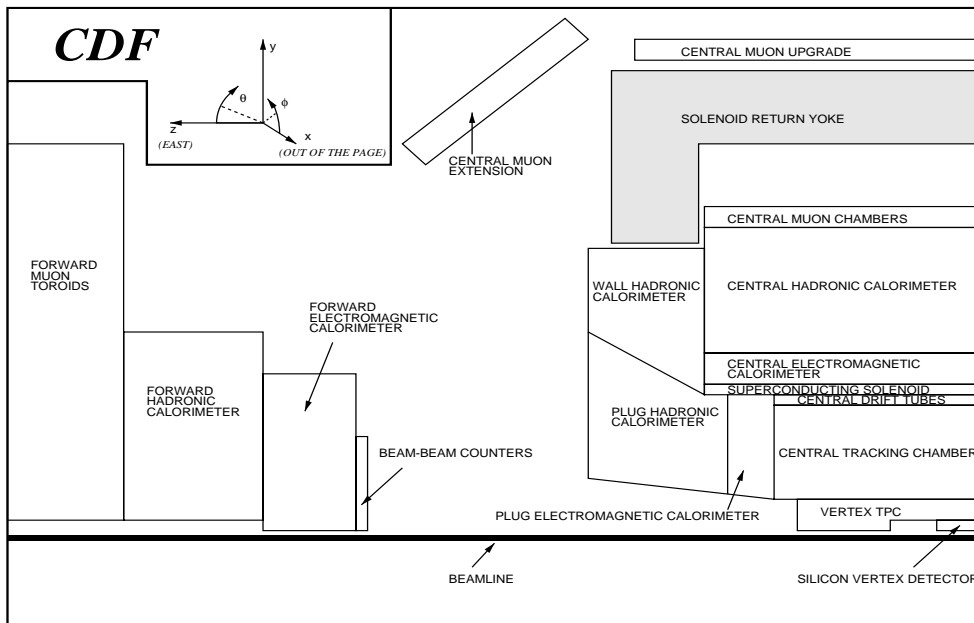 CDF
y
θ
φ
z
x
(EAST)
(OUT OF THE PAGE)
CENTRAL MUON
EXTENSION
CENTRAL MUON UPGRADE
SOLENOID RETURN YOKE
CENTRAL MUON CHAMBERS
FORWARD
MUON
TOROIDS
WALL HADRONIC
CALORIMETER
CENTRAL HADRONIC CALORIMETER
FORWARD
ELECTROMAGNETIC
CALORIMETER
CENTRAL ELECTROMAGNETIC
CALORIMETER
SUPERCONDUCTING SOLENOID
CENTRAL DRIFT TUBES
FORWARD
HADRONIC
CALORIMETER
PLUG HADRONIC
CALORIMETER
BEAM-BEAM COUNTERS
CENTRAL TRACKING CHAMBER
PLUG ELECTROMAGNETIC CALORIMETER
VERTEX TPC
BEAMLINE
SILICON VERTEX DETECTOR